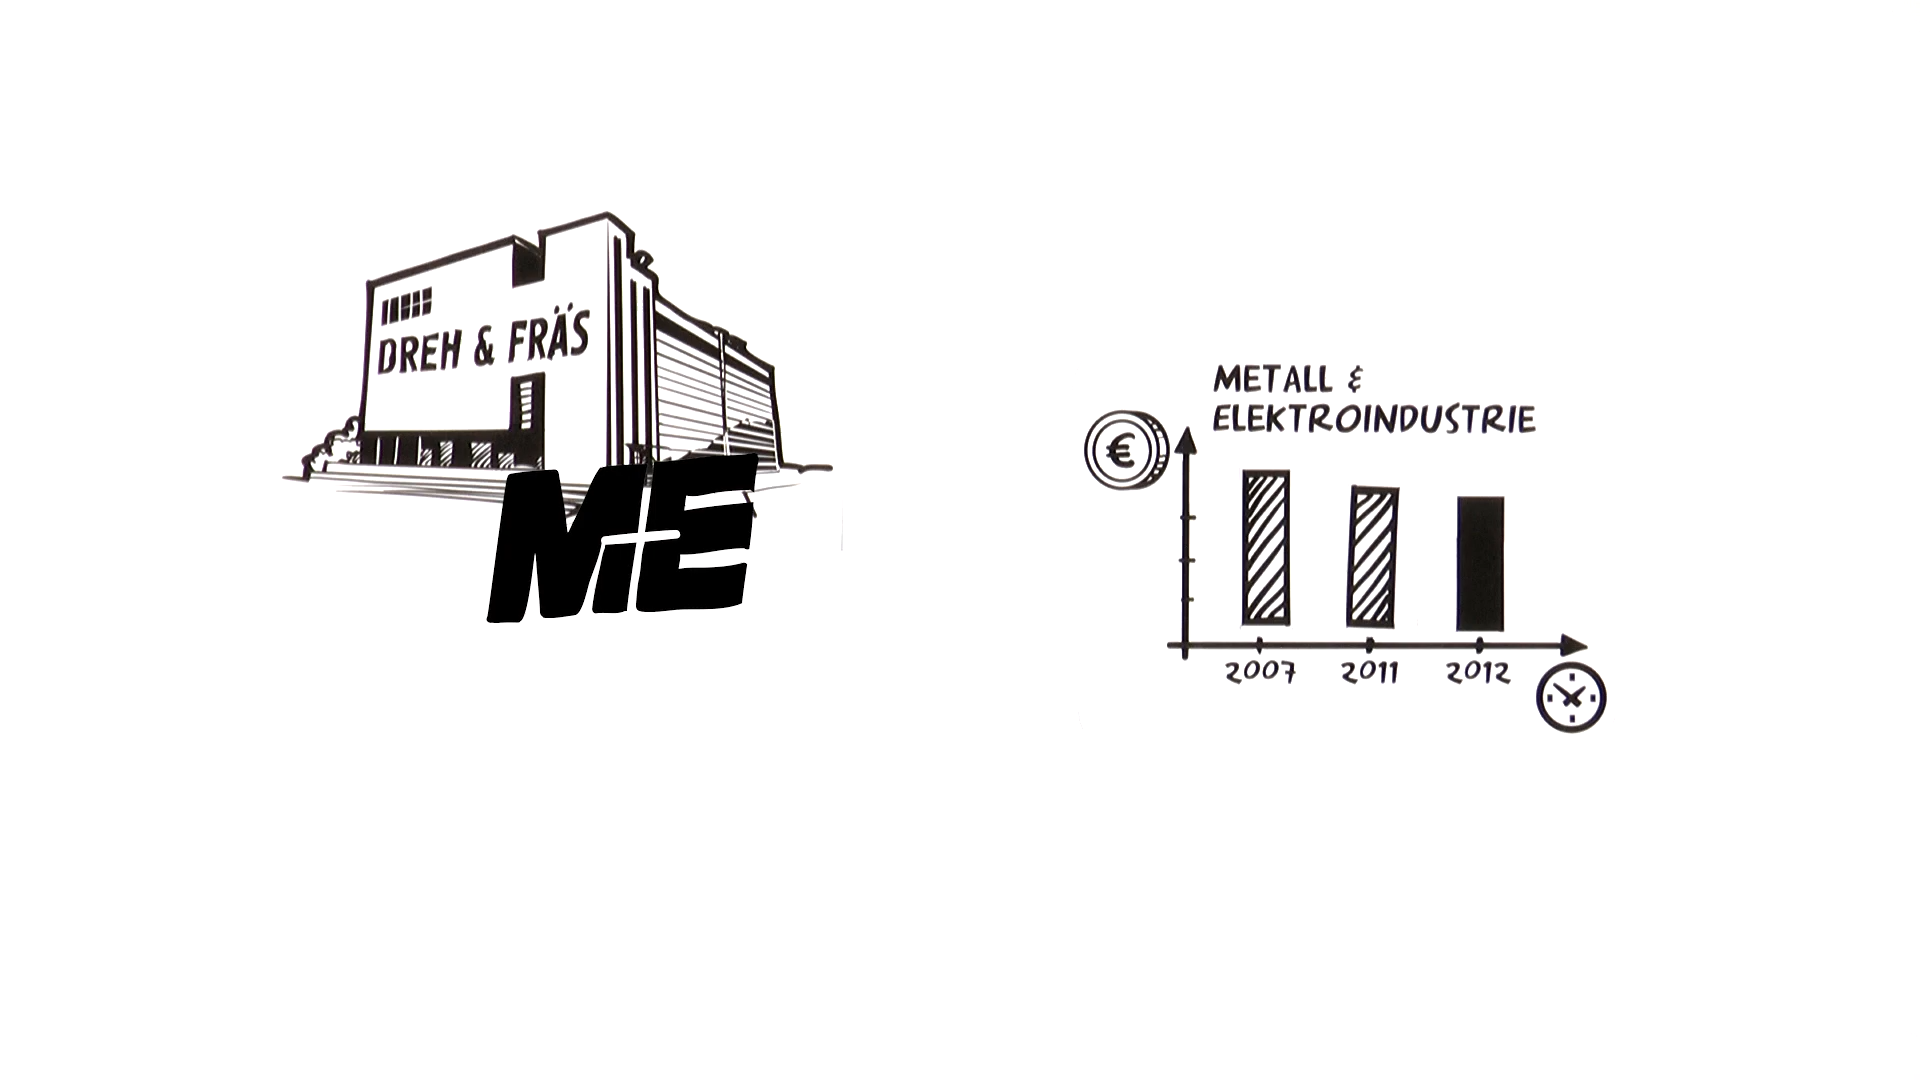 DREH & FRÄS
M+E
METALL &
ELEKTROINDUSTRIE
€
2007 2011 2012